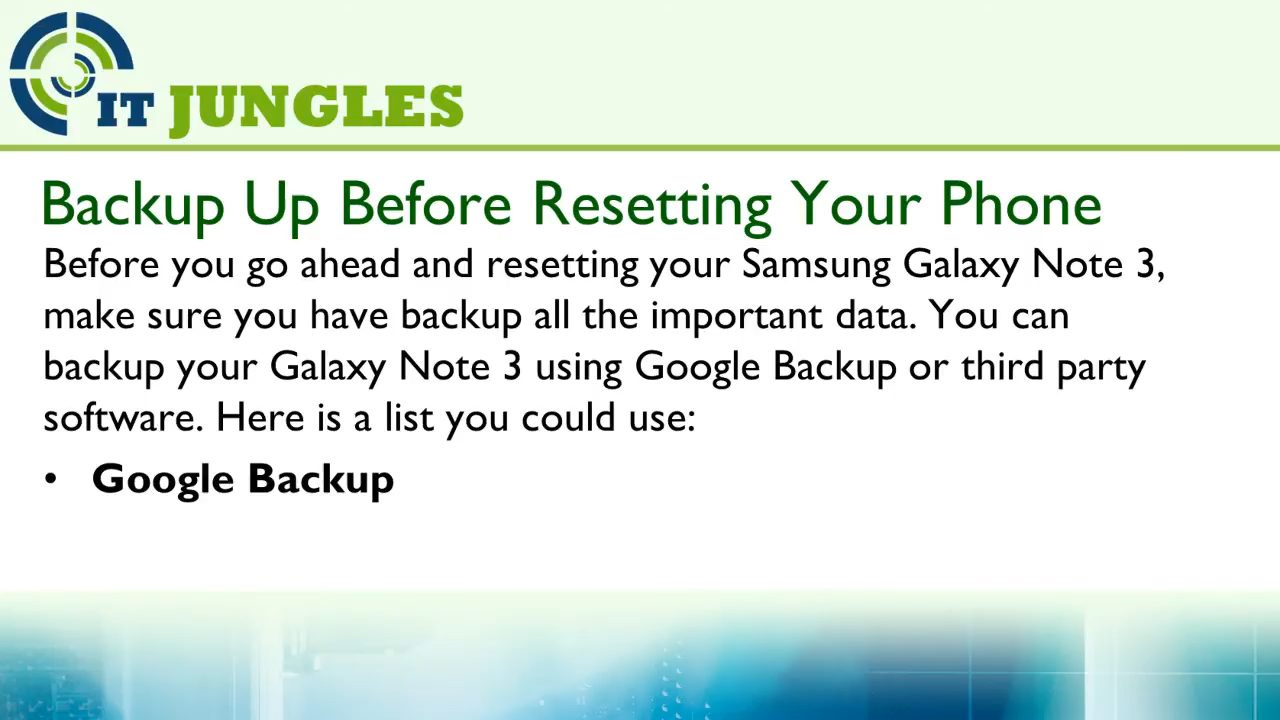 IT JUNGLES
Backup Up Before Resetting Your Phone
Before you go ahead and resetting your Samsung Galaxy Note 3,
make sure you have backup all the important data. You can
backup your Galaxy Note 3 using Google Backup or third party
software. Here is a list you could use:
• Google Backup